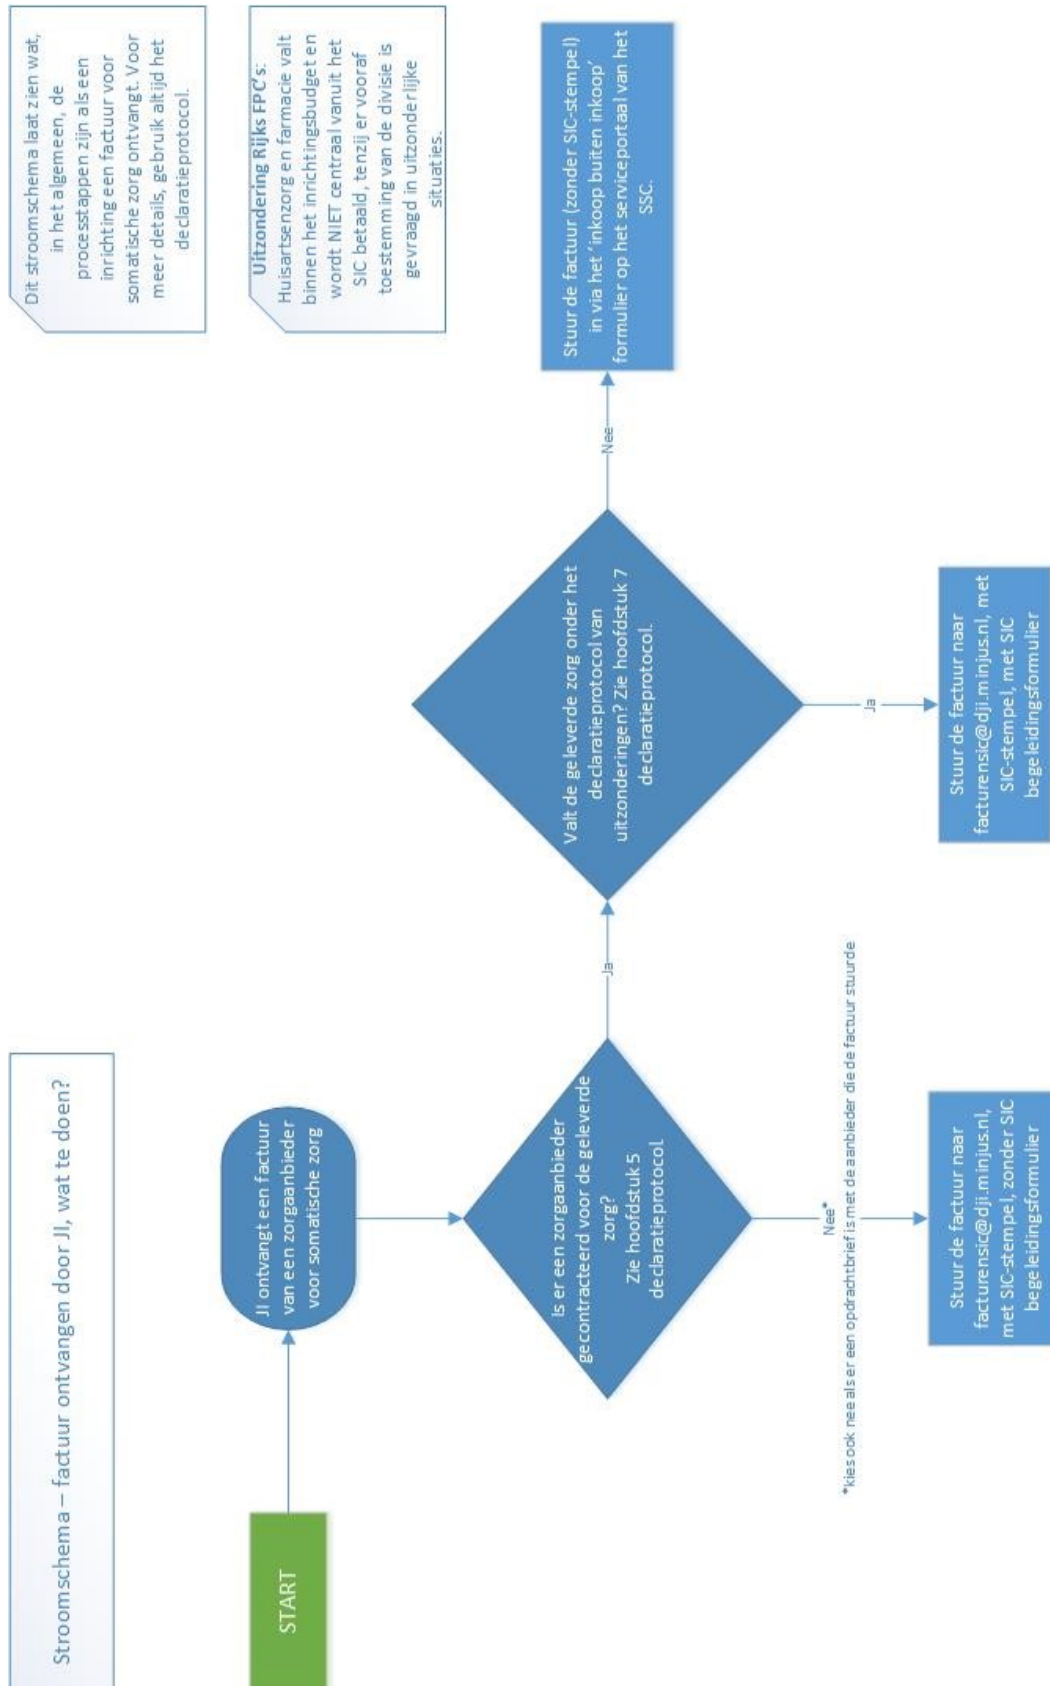 Stroomschema – factuur ontvangen door JI, wat te doen?
Dit stroomschema laat zien wat,
in het algemeen, de
processtappen zijn als een
inrichting een factuur voor
somatische zorg ontvangt. Voor
meer details, gebruik altijd het
declaratieprotocol.
Uitzondering Rijks FPC's:
Huisartsenzorg en farmacie valt
binnen het inrichtingsbudget en
wordt NIET centraal vanuit het
SIC betaald, tenzij er vooraf
toestemming van de divisie is
gevraagd in uitzonderlijke
situaties.
START
JI ontvangt een factuur
van een zorgaanbieder
voor somatische zorg
Is er een zorgaanbieder
gecontracteerd voor de geleverde
zorg?
Zie hoofdstuk 5
declaratieprotocol.
Ja
Valt de geleverde zorg onder het
declaratieprotocol van
uitzonderingen? Zie hoofdstuk 7
declaratieprotocol.
Nee
Stuur de factuur (zonder SIC-stempel)
in via het 'inkoop buiten inkoop'
formulier op het serviceportaal van het
SSC.
Nee*
*kies ook nee als er een opdrachtbrief is met de aanbieder die de factuur stuurde
Ja
Stuur de factuur naar
facturensic@dji.minjus.nl,
met SIC-stempel, zonder SIC
begeleidingsformulier
Stuur de factuur naar
facturensic@dji.minjus.nl, met
SIC-stempel, met SIC
begeleidingsformulier